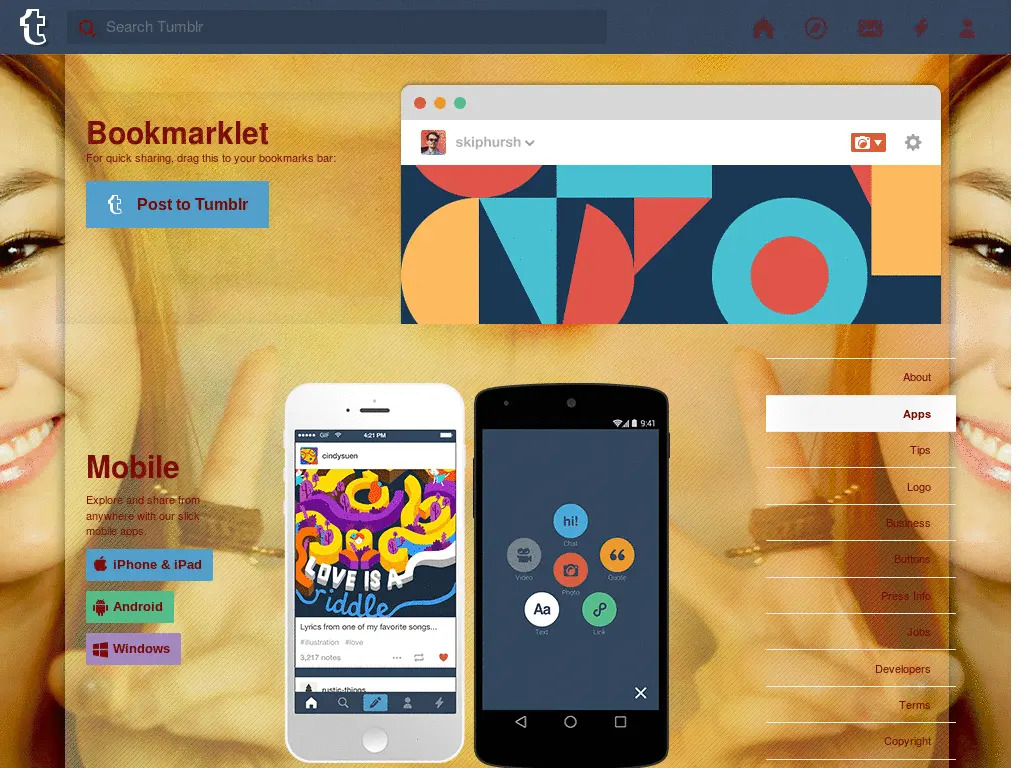 t Search Tumblr
Bookmarklet
For quick sharing, drag this to your bookmarks bar:
t Post to Tumblr
skiphursh
About
Apps
Tips
Logo
Business
Buttons
Press Info
Jobs
Developers
Terms
Copyright
Mobile
Explore and share from
anywhere with our slick
mobile apps.
iPhone & iPad
Android
Windows
GIF 4:21 PM
cindysuen
LOVE IS A
riddle
Lyrics from one of my favorite songs...
#illustration #love
3,217 notes
rustic-things
9:41
hi!
Chat
Video
Photo
Quote
Aa
Text
Link